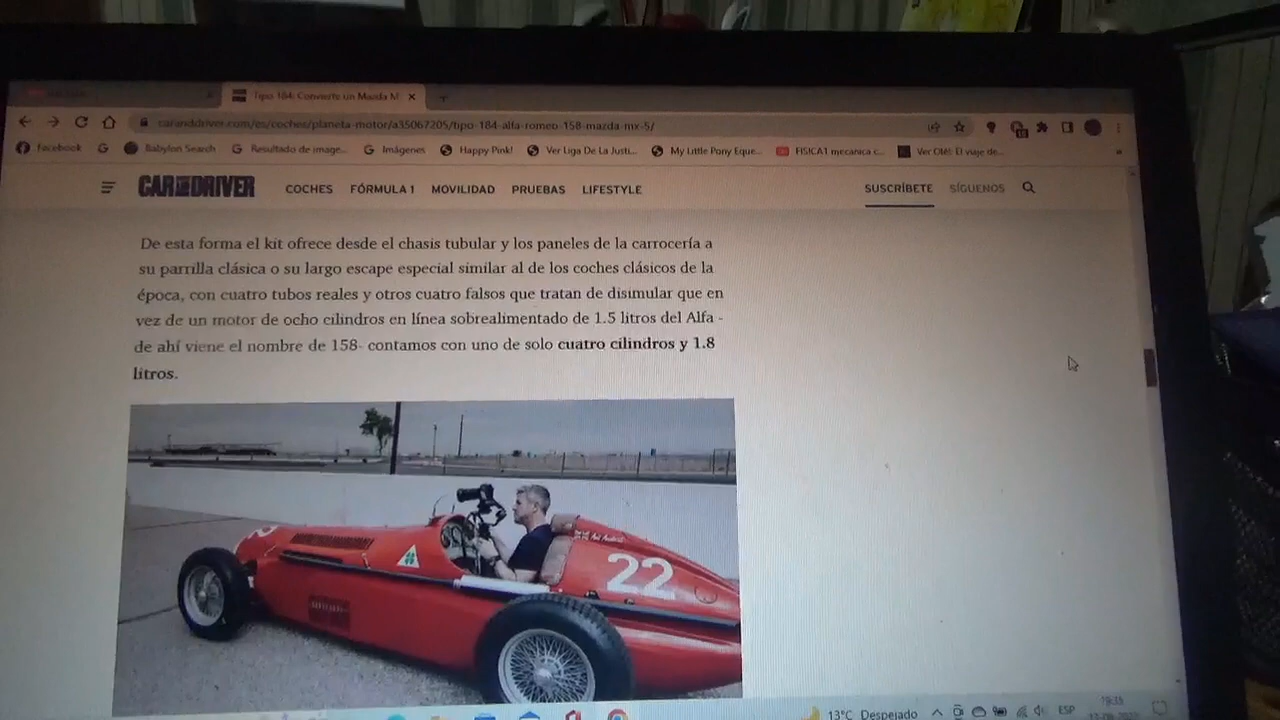 Tipo 184: Convierte un Mazda M
caranddriver.com/es/coches/planeta-motor/a35067205/tipo-184-alfa-romeo-158-mazda-mx-5/
Facebook
Babylon Search
Resultado de image...
Imágenes
Happy Pink!
Ver Liga De La Justi...
My Little Pony Eque...
FISICA1 mecánica c...
Ver Olé!: El viaje de...
CAR AND DRIVER
COCHES FÓRMULA 1 MOVILIDAD PRUEBAS LIFESTYLE
SUSCRÍBETE SÍGUENOS
De esta forma el kit ofrece desde el chasis tubular y los paneles de la carrocería a
su parrilla clásica o su largo escape especial similar al de los coches clásicos de la
época, con cuatro tubos reales y otros cuatro falsos que tratan de disimular que en
vez de un motor de ocho cilindros en línea sobrealimentado de 1.5 litros del Alfa -
de ahí viene el nombre de 158- contamos con uno de solo cuatro cilindros y 1.8
litros.
22
13°C Despejado
ESP